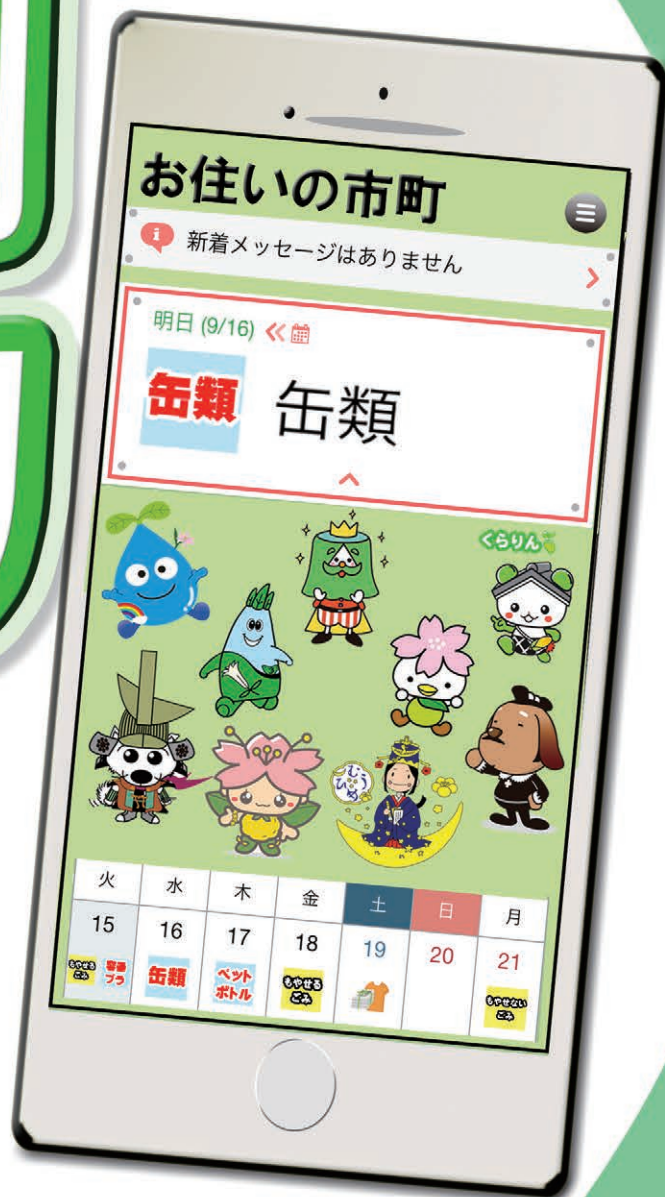 お住いの市町
新着メッセージはありません
明日 (9/16)
缶類 缶類
くらりん
むうひめ
火 水 木 金 土 日 月
15 16 17 18 19 20 21
もやせるごみ 容器プラ 缶類 ペットボトル もやせるごみ もやせないごみ